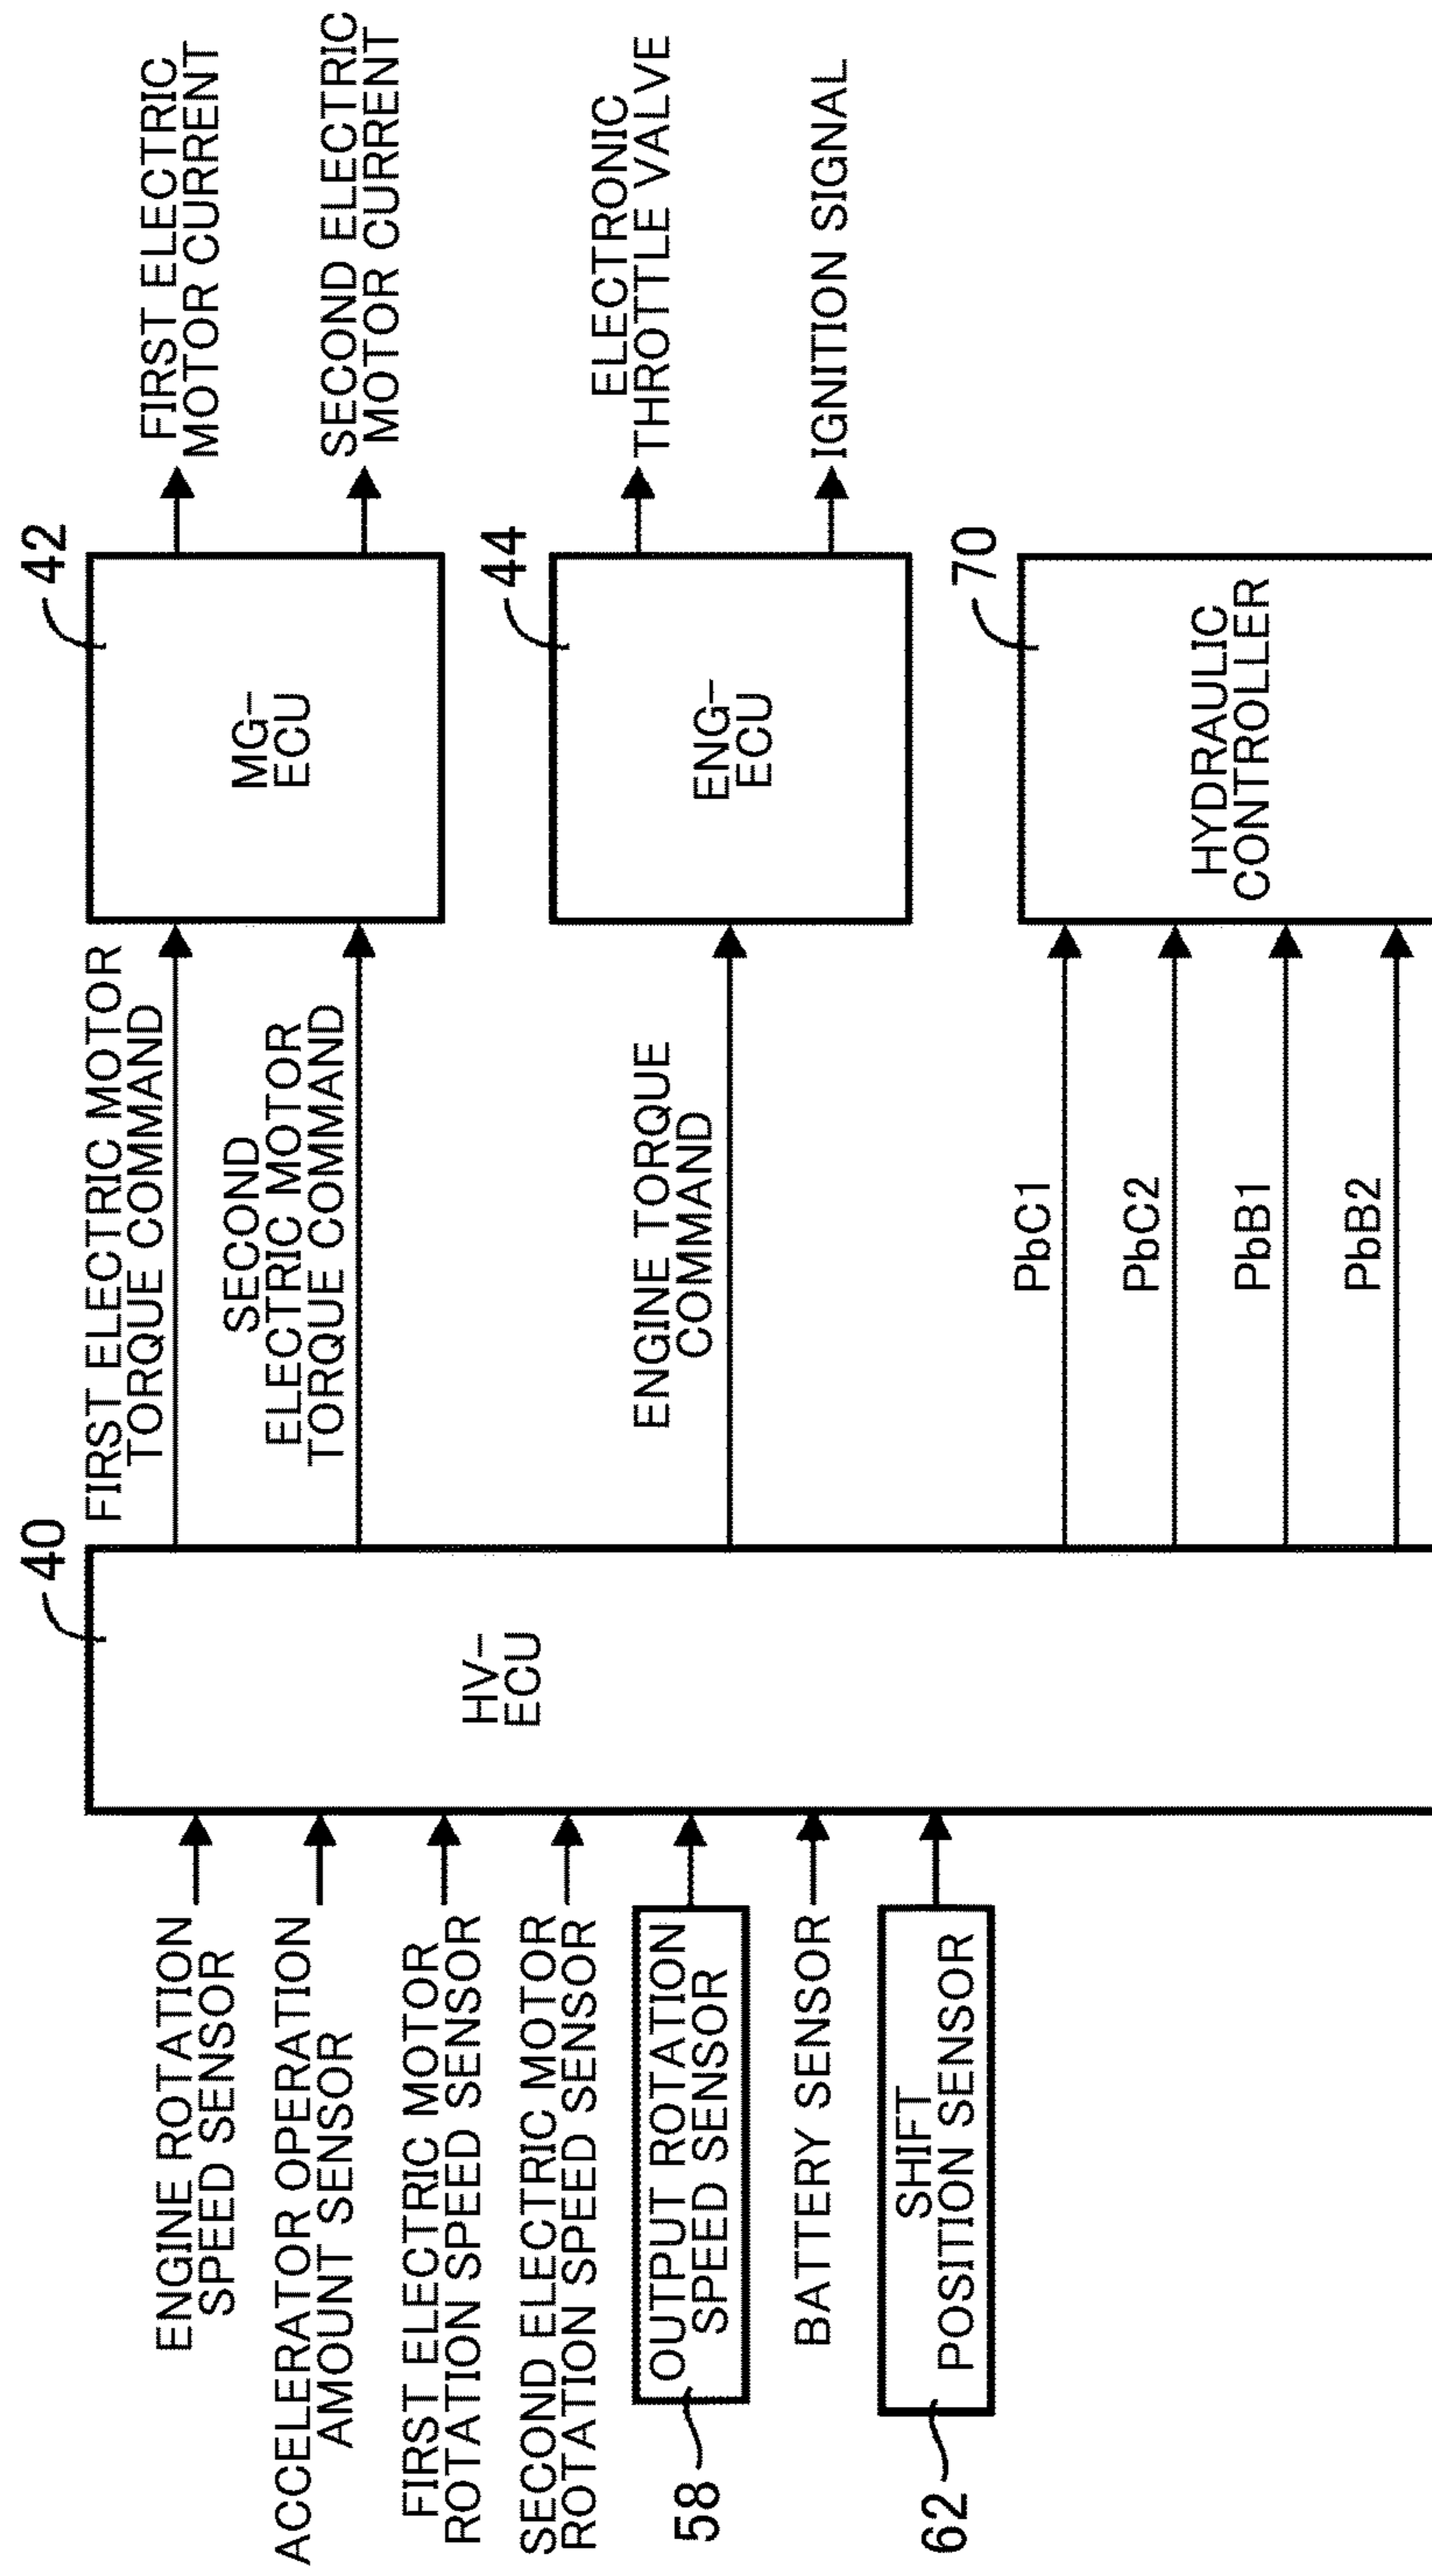 ENGINE ROTATION
SPEED SENSOR
ACCELERATOR OPERATION
AMOUNT SENSOR
FIRST ELECTRIC MOTOR
ROTATION SPEED SENSOR
SECOND ELECTRIC MOTOR
ROTATION SPEED SENSOR
58
OUTPUT ROTATION
SPEED SENSOR
BATTERY SENSOR
62
SHIFT
POSITION SENSOR
40
HV-
ECU
FIRST ELECTRIC MOTOR
TORQUE COMMAND
SECOND
ELECTRIC MOTOR
TORQUE COMMAND
ENGINE TORQUE
COMMAND
PbC1
PbC2
PbB1
PbB2
42
MG-
ECU
44
ENG-
ECU
70
HYDRAULIC
CONTROLLER
FIRST ELECTRIC
MOTOR CURRENT
SECOND ELECTRIC
MOTOR CURRENT
ELECTRONIC
THROTTLE VALVE
IGNITION SIGNAL